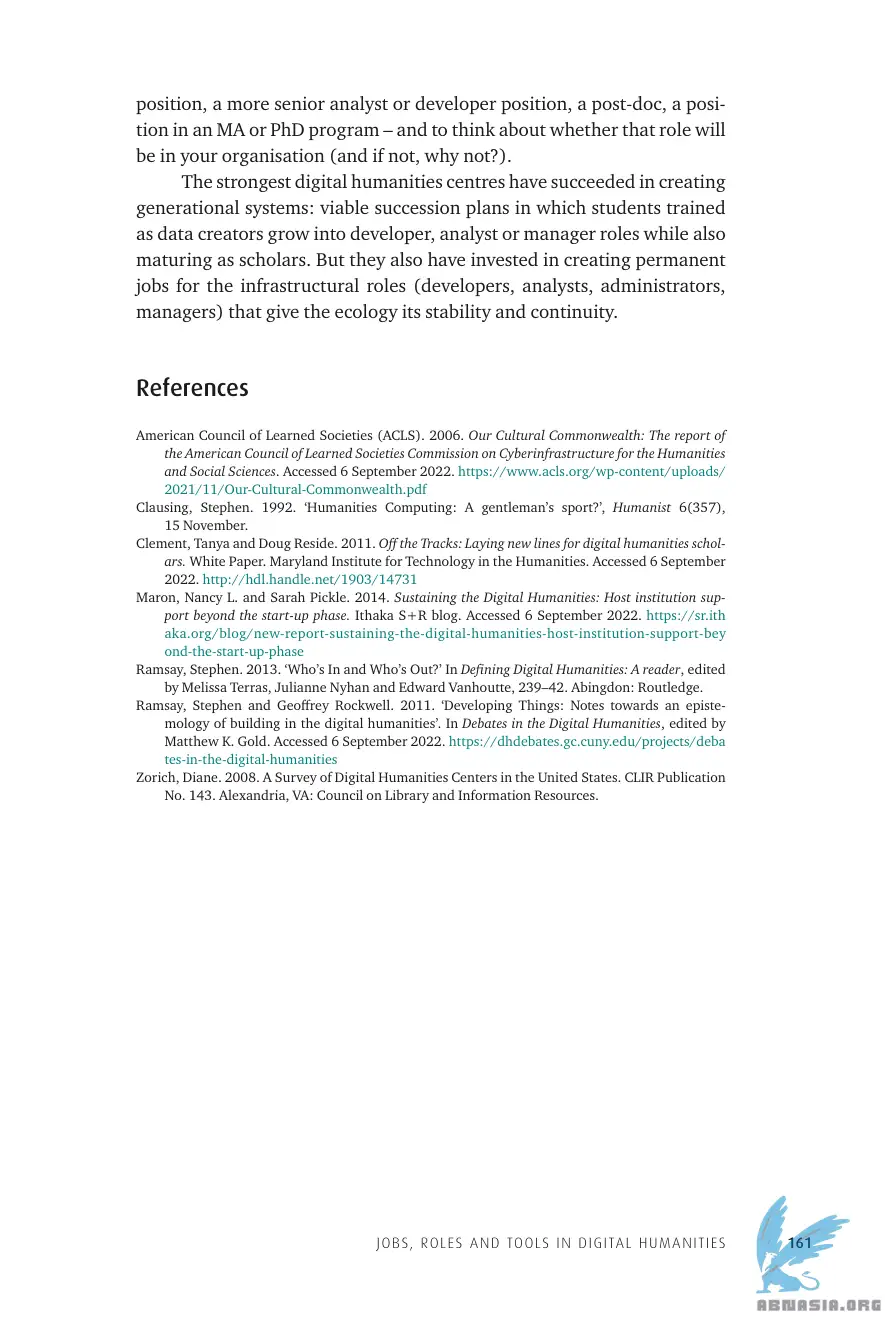 position, a more senior analyst or developer position, a post-doc, a posi-
tion in an MA or PhD program – and to think about whether that role will
be in your organisation (and if not, why not?).
The strongest digital humanities centres have succeeded in creating
generational systems: viable succession plans in which students trained
as data creators grow into developer, analyst or manager roles while also
maturing as scholars. But they also have invested in creating permanent
jobs for the infrastructural roles (developers, analysts, administrators,
managers) that give the ecology its stability and continuity.
References
American Council of Learned Societies (ACLS). 2006. Our Cultural Commonwealth: The report of
the American Council of Learned Societies Commission on Cyberinfrastructure for the Humanities
and Social Sciences. Accessed 6 September 2022. https://www.acls.org/wp-content/uploads/
2021/11/Our-Cultural-Commonwealth.pdf
Clausing, Stephen. 1992. ‘Humanities Computing: A gentleman’s sport?’, Humanist 6(357),
15 November.
Clement, Tanya and Doug Reside. 2011. Off the Tracks: Laying new lines for digital humanities schol-
ars. White Paper. Maryland Institute for Technology in the Humanities. Accessed 6 September
2022. http://hdl.handle.net/1903/14731
Maron, Nancy L. and Sarah Pickle. 2014. Sustaining the Digital Humanities: Host institution sup-
port beyond the start-up phase. Ithaka S+R blog. Accessed 6 September 2022. https://sr.ith
aka.org/blog/new-report-sustaining-the-digital-humanities-host-institution-support-bey
ond-the-start-up-phase
Ramsay, Stephen. 2013. ‘Who’s In and Who’s Out?’ In Defining Digital Humanities: A reader, edited
by Melissa Terras, Julianne Nyhan and Edward Vanhoutte, 239–42. Abingdon: Routledge.
Ramsay, Stephen and Geoffrey Rockwell. 2011. ‘Developing Things: Notes towards an episte-
mology of building in the digital humanities’. In Debates in the Digital Humanities, edited by
Matthew K. Gold. Accessed 6 September 2022. https://dhdebates.gc.cuny.edu/projects/deba
tes-in-the-digital-humanities
Zorich, Diane. 2008. A Survey of Digital Humanities Centers in the United States. CLIR Publication
No. 143. Alexandria, VA: Council on Library and Information Resources.
JOBS, ROLES AND TOOLS IN DIGITAL HUMANITIES 161
ABNASIA.ORG